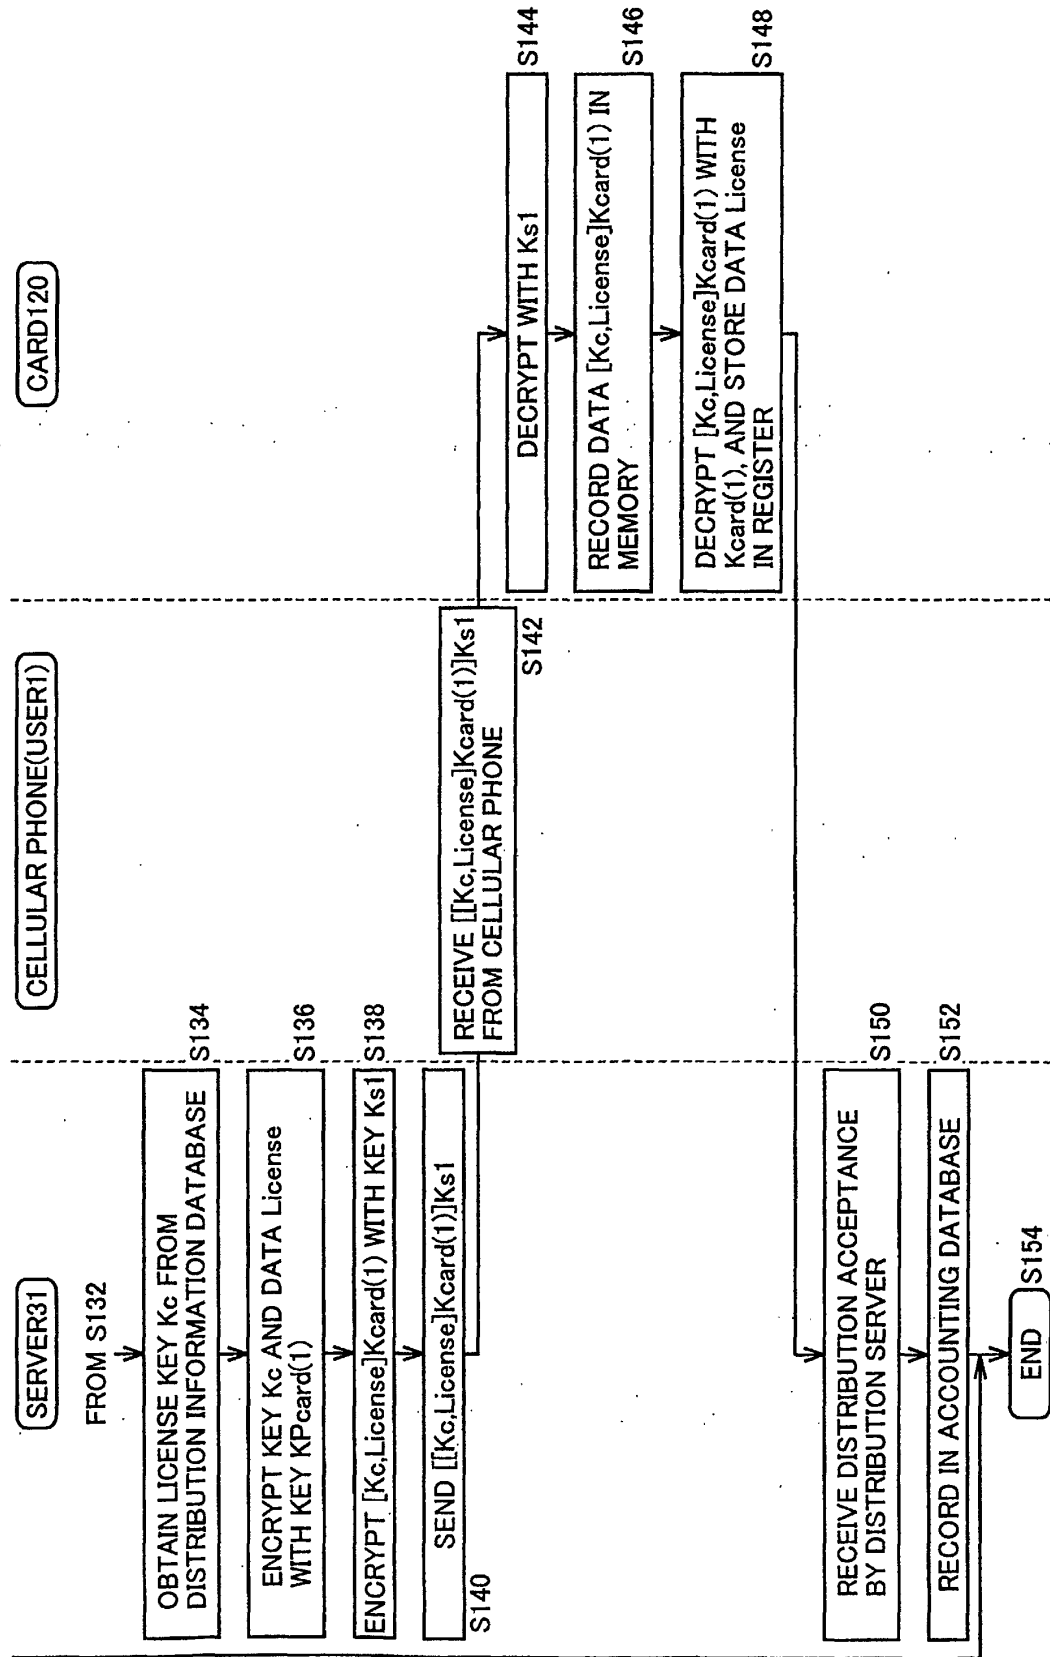 SERVER31
CELLULAR PHONE(USER1)
CARD120
FROM S132
OBTAIN LICENSE KEY Kc FROM
DISTRIBUTION INFORMATION DATABASE
S134
ENCRYPT KEY Kc AND DATA License
WITH KEY KPcard(1)
S136
ENCRYPT [Kc,License]Kcard(1) WITH KEY Ks1
S138
SEND [[Kc,License]Kcard(1)]Ks1
S140
RECEIVE [[Kc,License]Kcard(1)]Ks1
FROM CELLULAR PHONE
S142
DECRYPT WITH Ks1
S144
RECORD DATA [Kc,License]Kcard(1) IN
MEMORY
S146
DECRYPT [Kc,License]Kcard(1) WITH
Kcard(1), AND STORE DATA License
IN REGISTER
S148
RECEIVE DISTRIBUTION ACCEPTANCE
BY DISTRIBUTION SERVER
S150
RECORD IN ACCOUNTING DATABASE
S152
END
S154